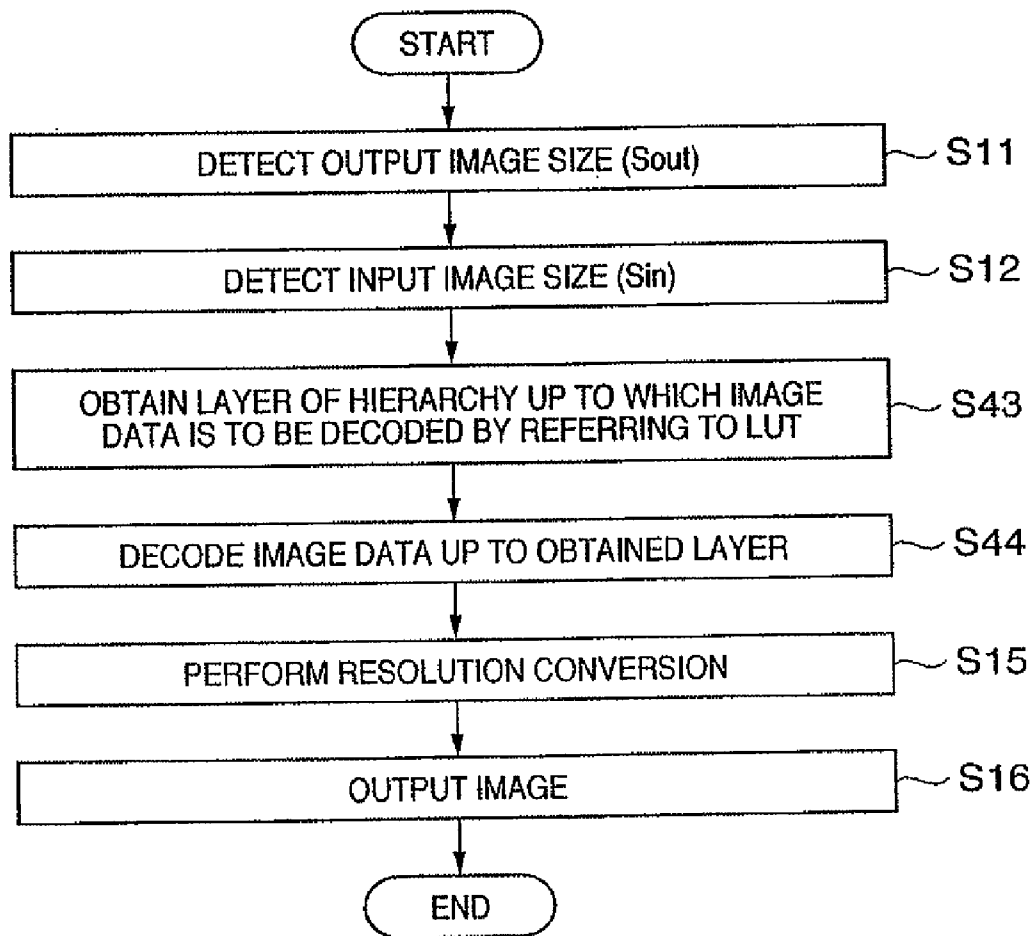 START
DETECT OUTPUT IMAGE SIZE (Sout)
S11
DETECT INPUT IMAGE SIZE (Sin)
S12
OBTAIN LAYER OF HIERARCHY UP TO WHICH IMAGE
DATA IS TO BE DECODED BY REFERRING TO LUT
S43
DECODE IMAGE DATA UP TO OBTAINED LAYER
S44
PERFORM RESOLUTION CONVERSION
S15
OUTPUT IMAGE
S16
END